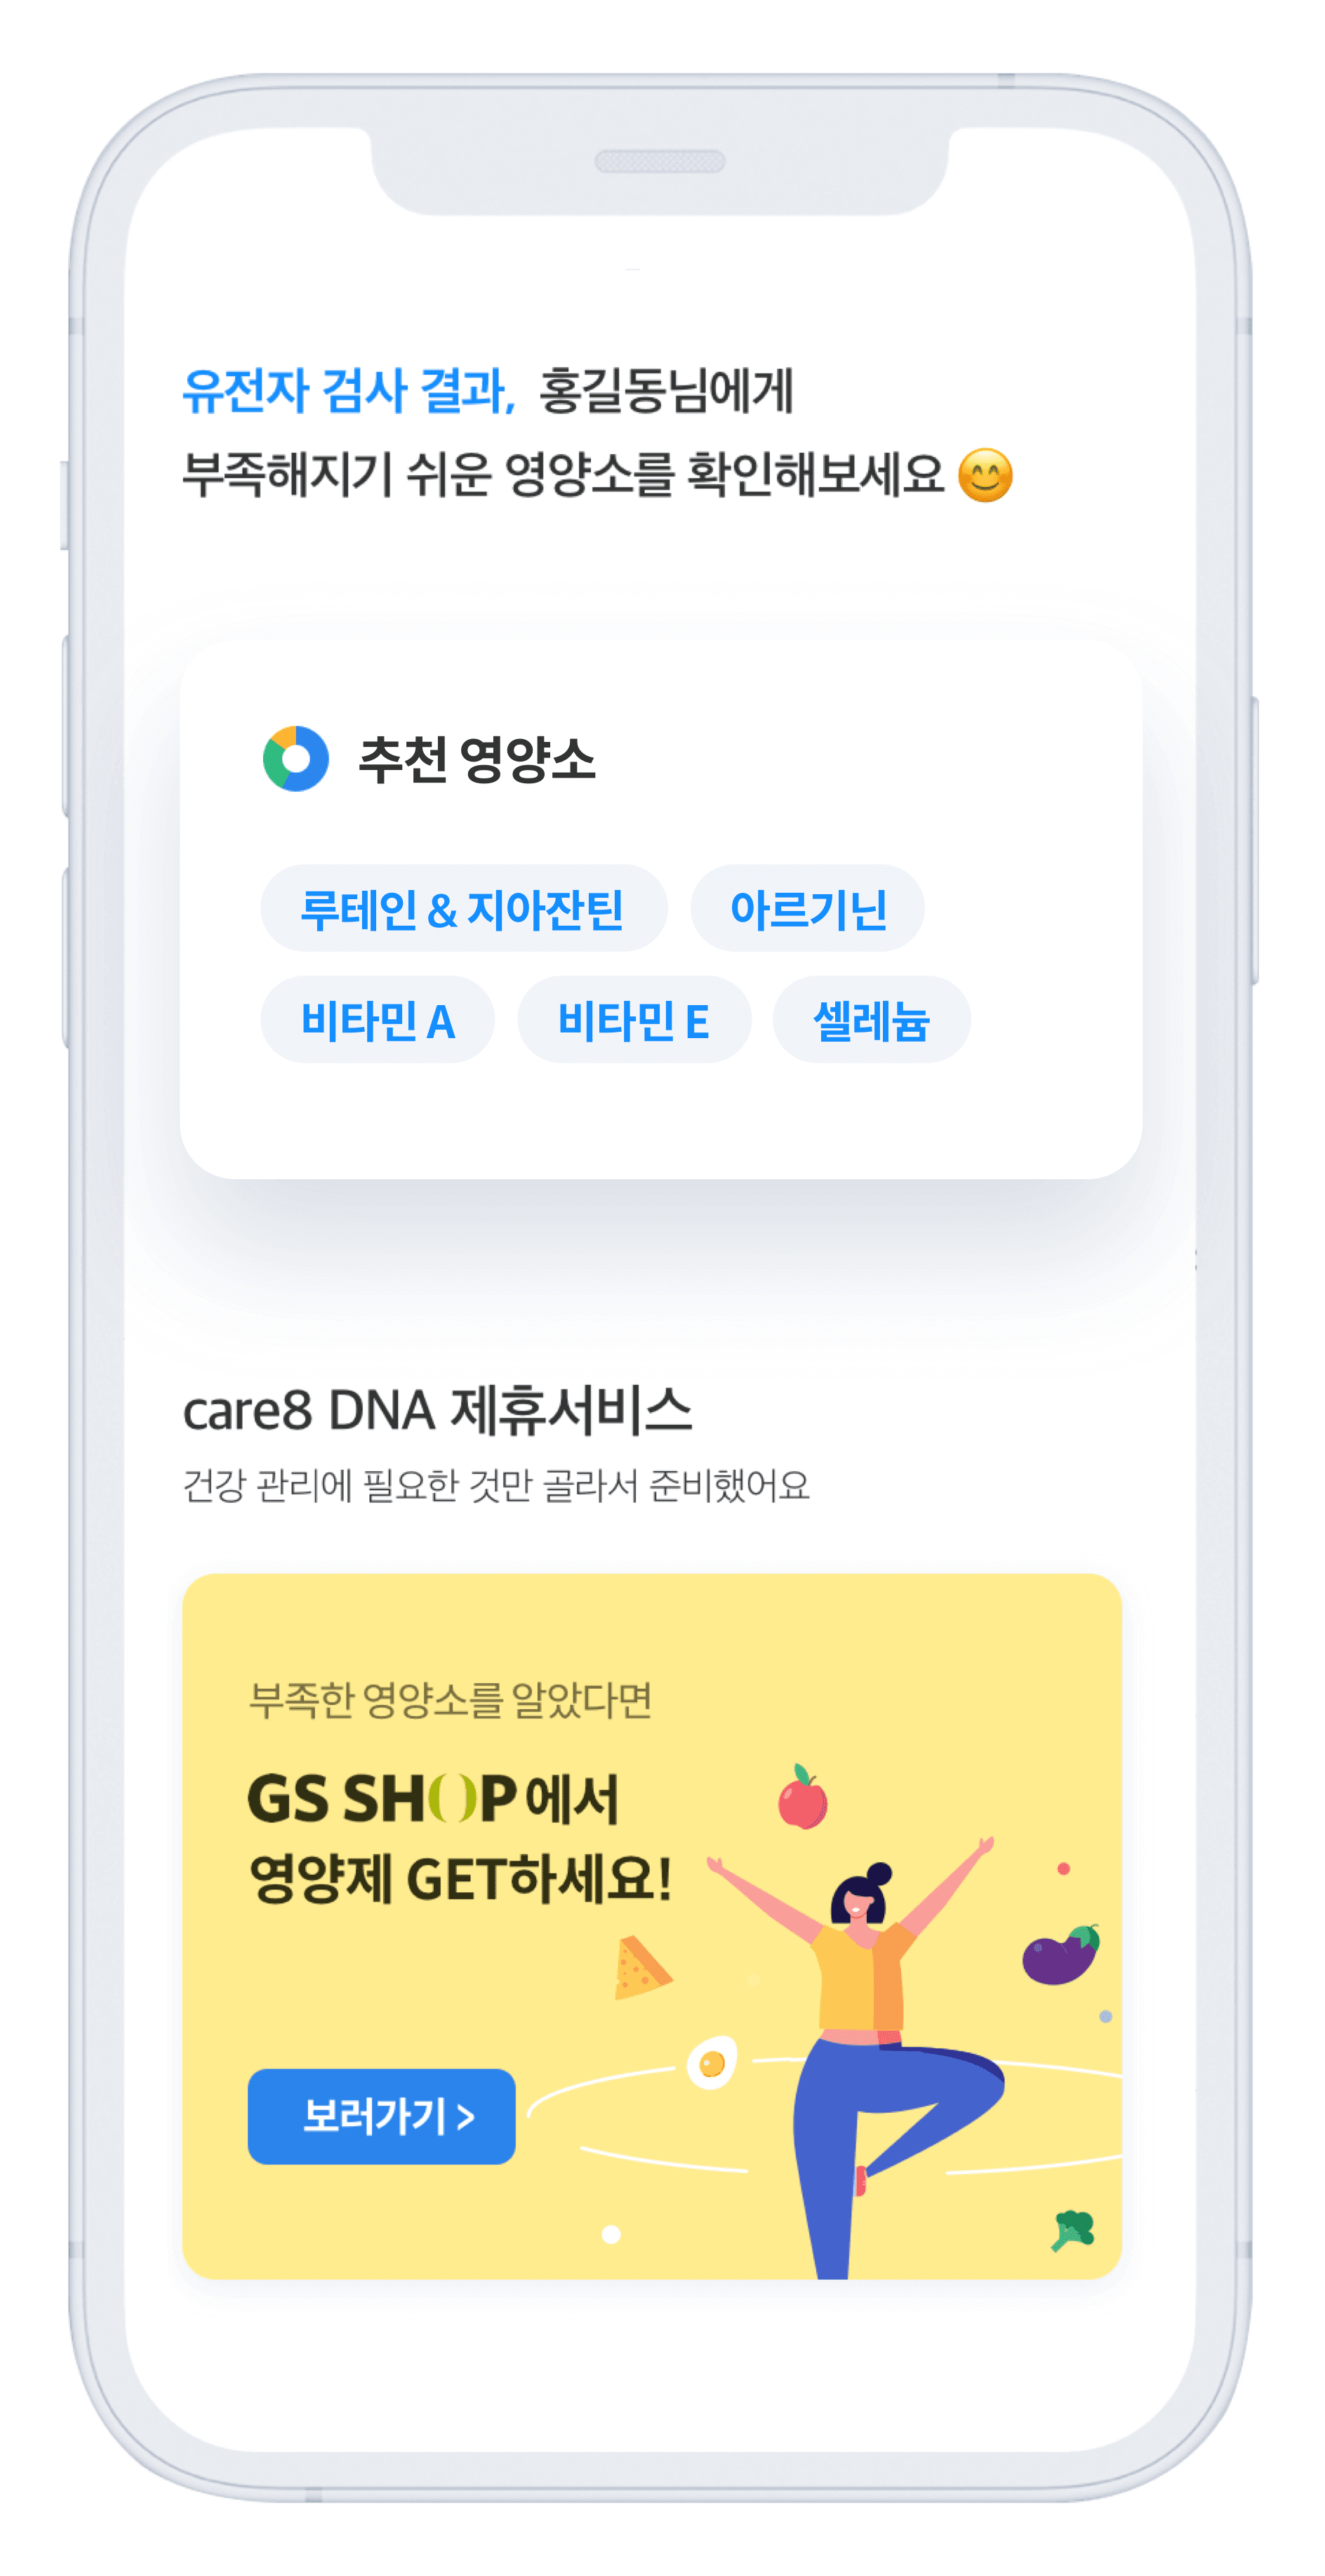 유전자 검사 결과, 홍길동님에게
부족해지기 쉬운 영양소를 확인해보세요 😊
추천 영양소
루테인 & 지아잔틴 아르기닌
비타민 A 비타민 E 셀레늄
care8 DNA 제휴서비스
건강 관리에 필요한 것만 골라서 준비했어요
부족한 영양소를 알았다면
GS SHOP에서
영양제 GET하세요!
보러가기 >